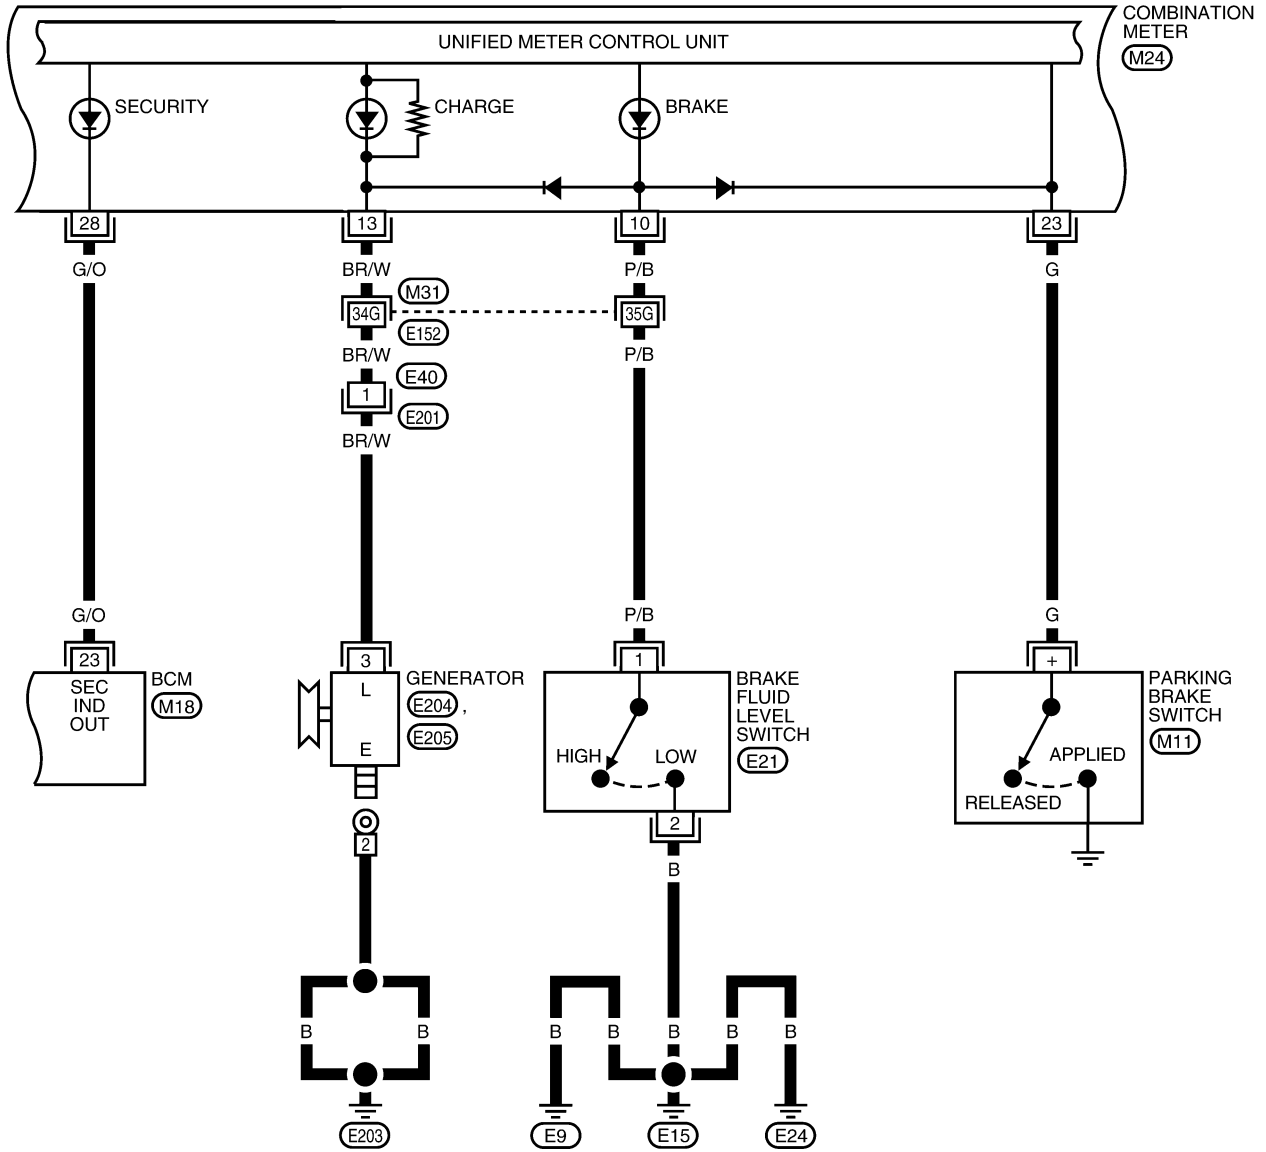 COMBINATION
METER
M24
UNIFIED METER CONTROL UNIT
SECURITY
CHARGE
BRAKE
28
13
10
23
G/O
BR/W
P/B
G
M31
34G
35G
E152
BR/W
P/B
E40
1
E201
BR/W
G/O
P/B
G
23
3
1
+
SEC
IND
OUT
BCM
M18
L
E
GENERATOR
E204 ,
E205
BRAKE
FLUID
LEVEL
SWITCH
E21
HIGH
LOW
PARKING
BRAKE
SWITCH
M11
APPLIED
RELEASED
2
2
B
B
B
B
B
B
B
B
E203
E9
E15
E24